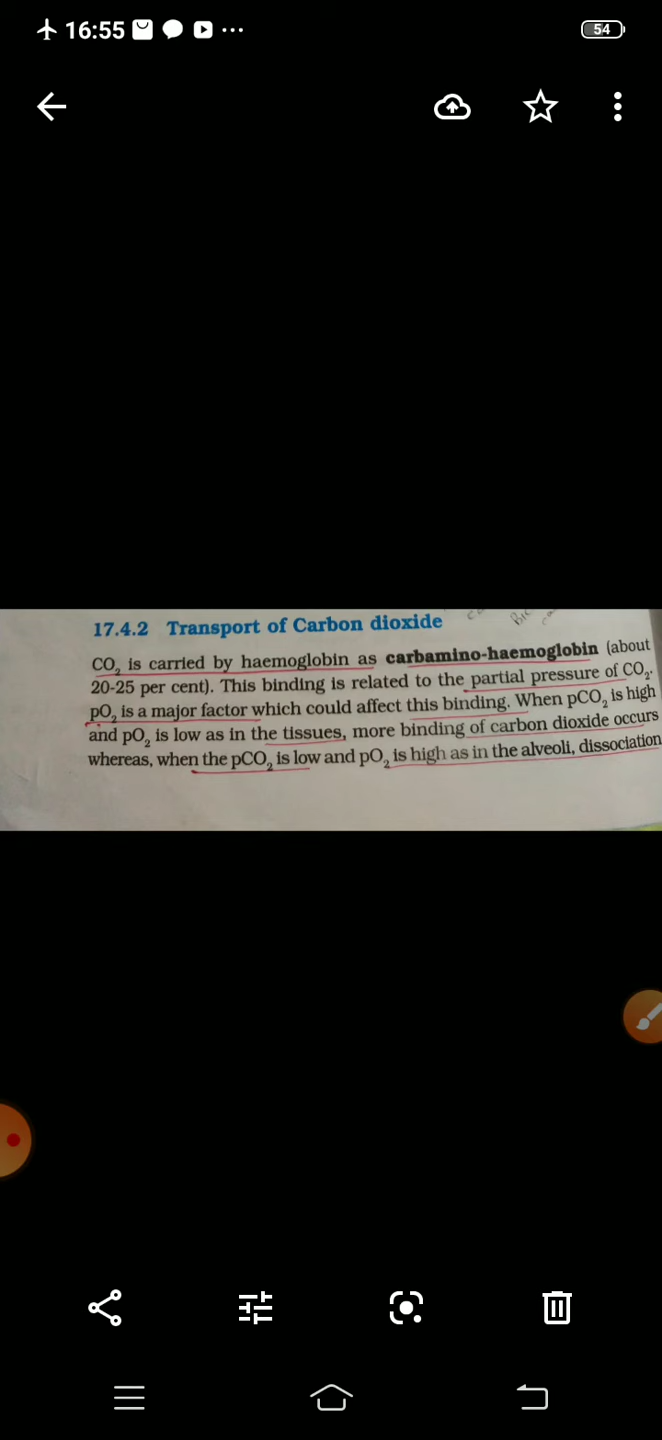 16:55
54
17.4.2 Transport of Carbon dioxide
CO₂ is carried by haemoglobin as carbamino-haemoglobin (about
20-25 per cent). This binding is related to the partial pressure of CO₂.
pO₂ is a major factor which could affect this binding. When pCO₂ is high
and pO₂ is low as in the tissues, more binding of carbon dioxide occurs
whereas, when the pCO₂ is low and pO₂ is high as in the alveoli, dissociation